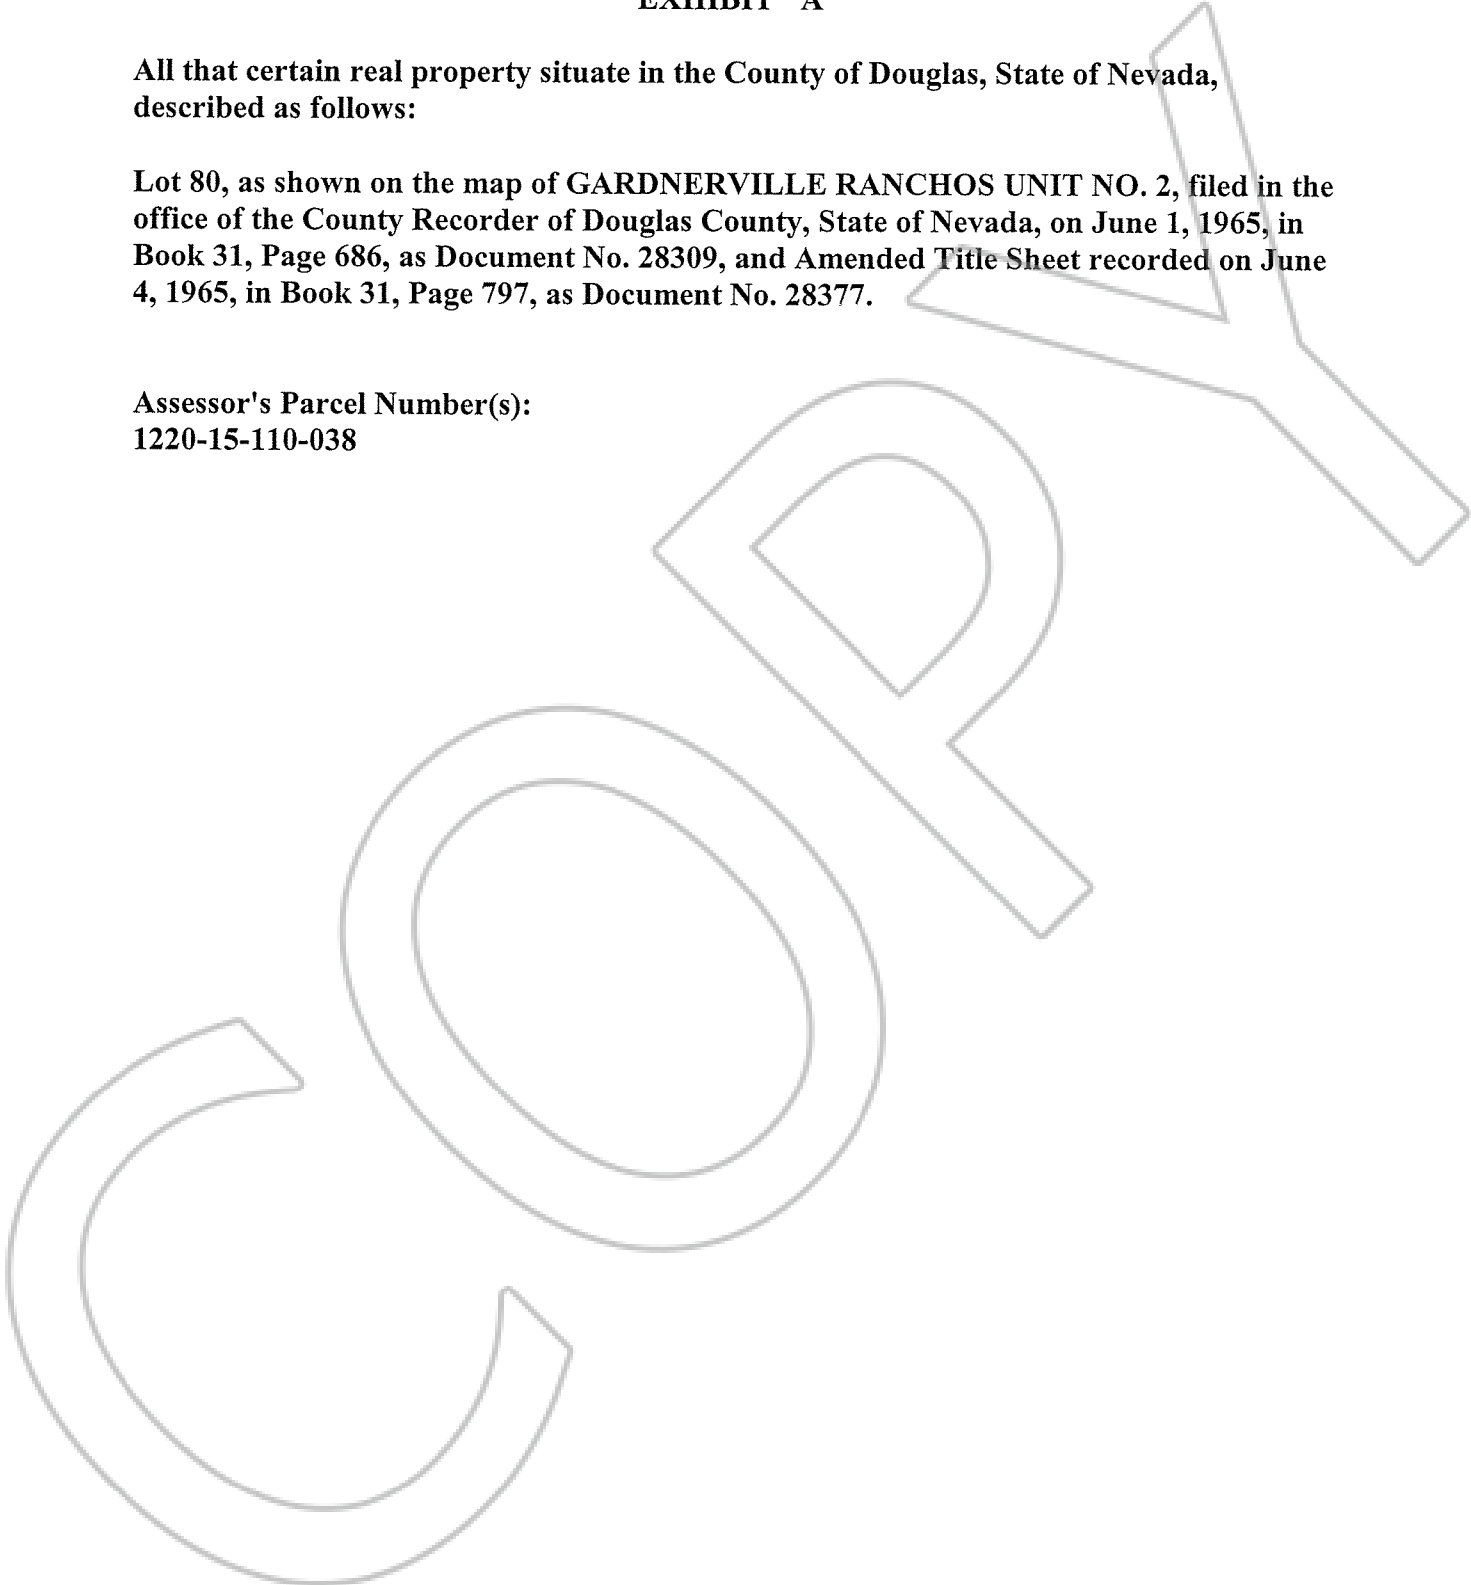 EXHIBIT "A"
All that certain real property situate in the County of Douglas, State of Nevada,
described as follows:
Lot 80, as shown on the map of GARDNERVILLE RANCHOS UNIT NO. 2, filed in the
office of the County Recorder of Douglas County, State of Nevada, on June 1, 1965, in
Book 31, Page 686, as Document No. 28309, and Amended Title Sheet recorded on June
4, 1965, in Book 31, Page 797, as Document No. 28377.
Assessor's Parcel Number(s):
1220-15-110-038
COPY